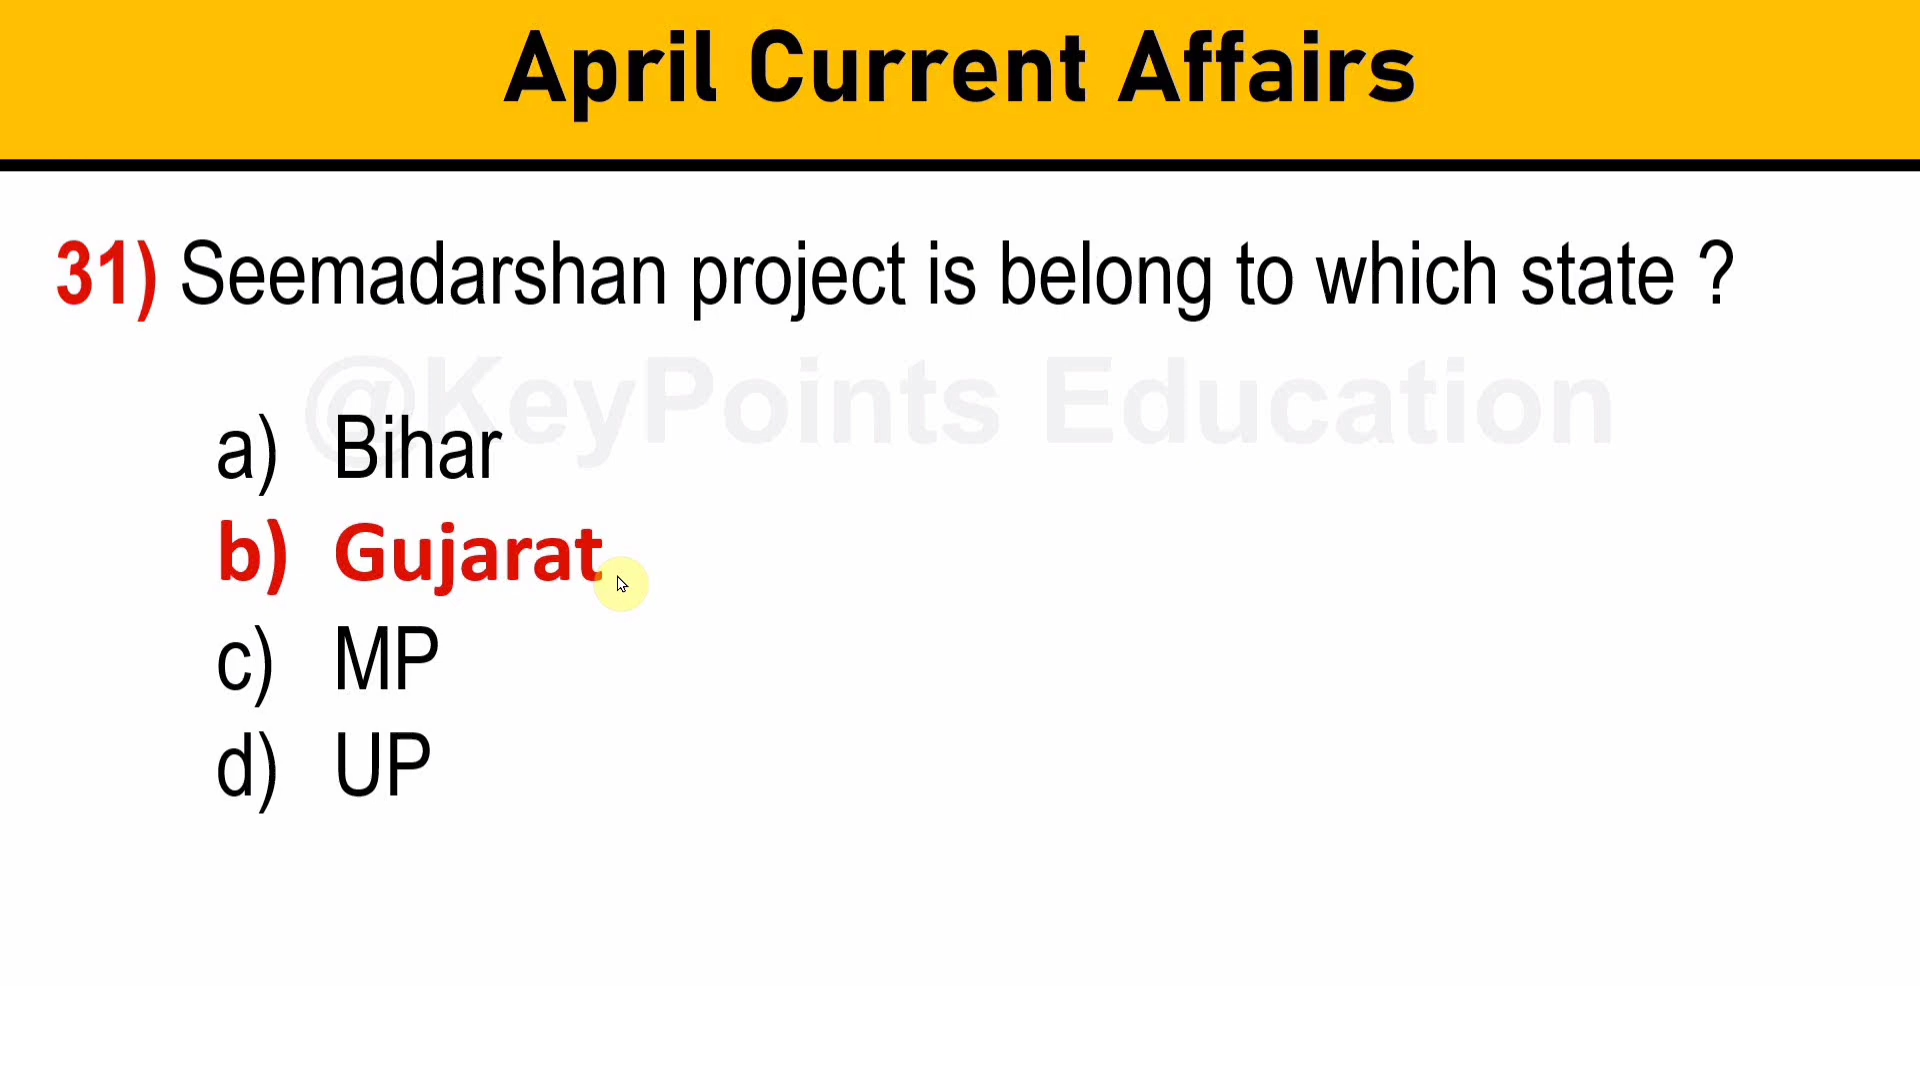 April Current Affairs
31) Seemadarshan project is belong to which state ?
@KeyPoints Education
a) Bihar
b) Gujarat
c) MP
d) UP